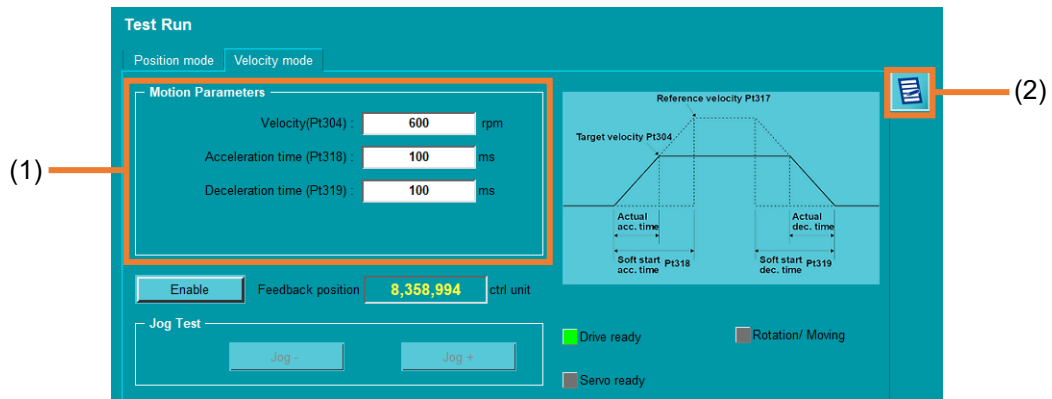 Test Run
Position mode Velocity mode
(1)
Motion Parameters
Velocity(Pt304) : 600 rpm
Acceleration time (Pt318) : 100 ms
Deceleration time (Pt319) : 100 ms
Reference velocity Pt317
Target velocity Pt304
Actual acc. time
Actual dec. time
Soft start acc. time Pt318
Soft start dec. time Pt319
(2)
Enable Feedback position 8,358,994 ctrl unit
Jog Test
Jog - Jog +
Drive ready Rotation/ Moving
Servo ready